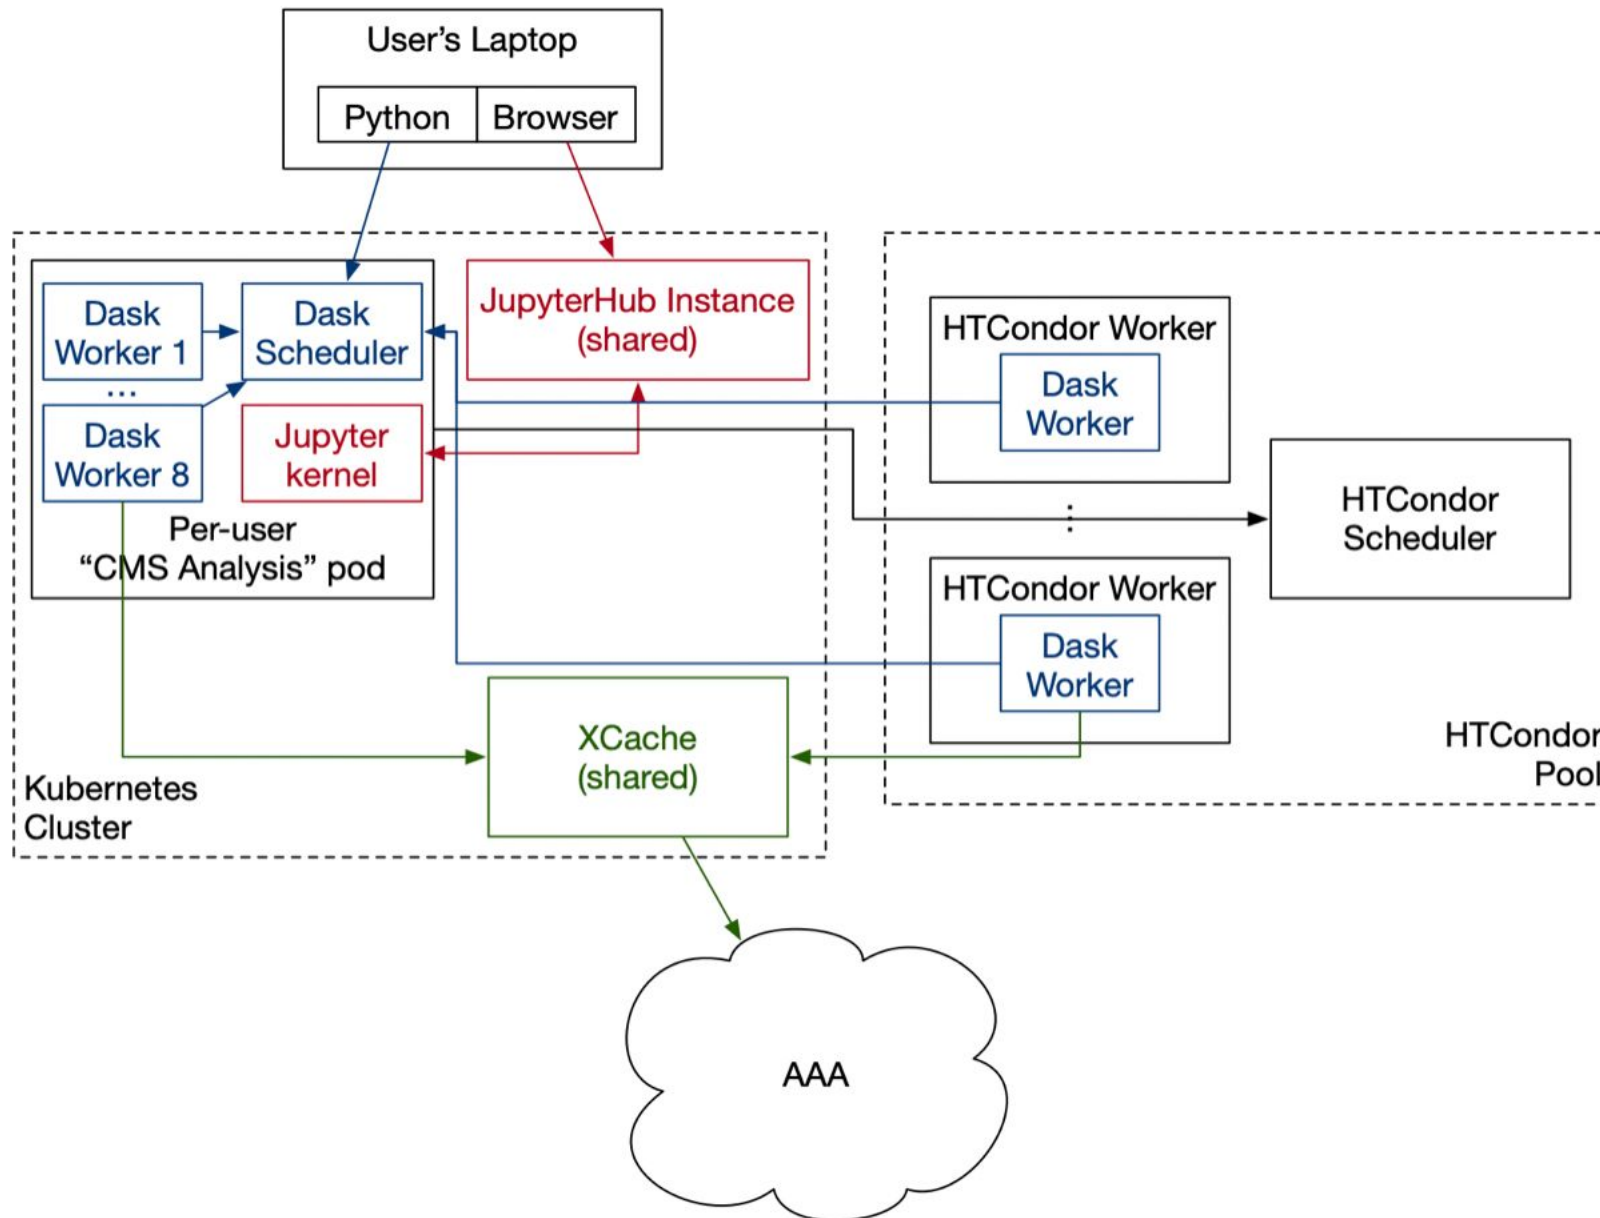 User’s Laptop
Python
Browser
Dask
Worker 1
Dask
Scheduler
JupyterHub Instance
(shared)
...
Dask
Worker 8
Jupyter
kernel
Per-user
“CMS Analysis” pod
HTCondor Worker
Dask
Worker
⋮
HTCondor
Scheduler
HTCondor Worker
Dask
Worker
XCache
(shared)
Kubernetes
Cluster
HTCondor
Pool
AAA